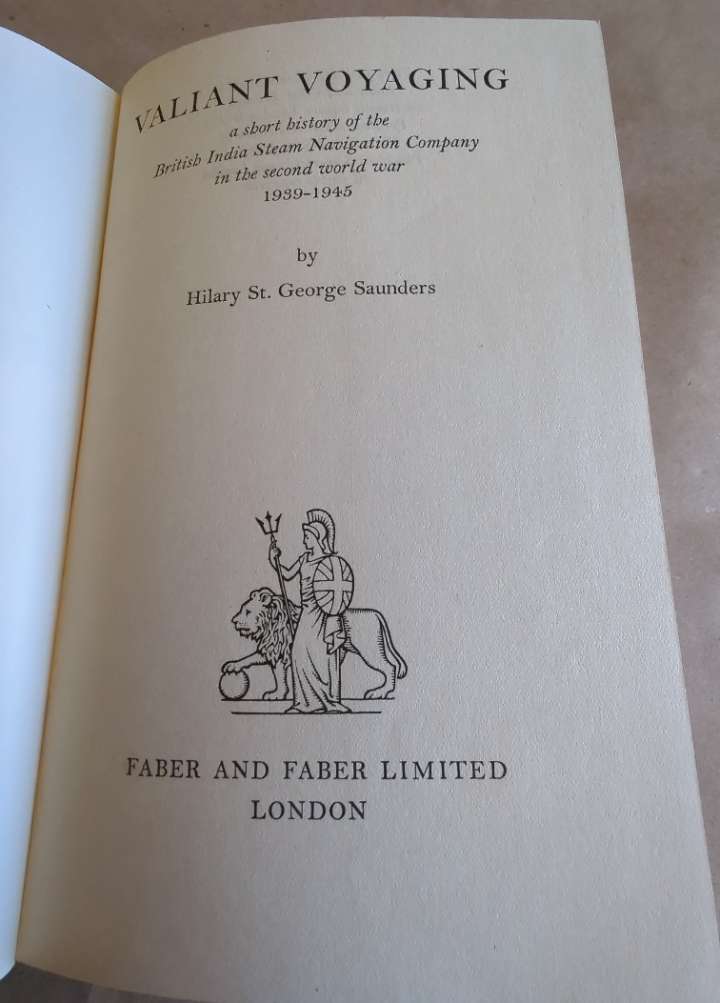 VALIANT VOYAGING
a short history of the
British India Steam Navigation Company
in the second world war
1939–1945
by
Hilary St. George Saunders
FABER AND FABER LIMITED
LONDON